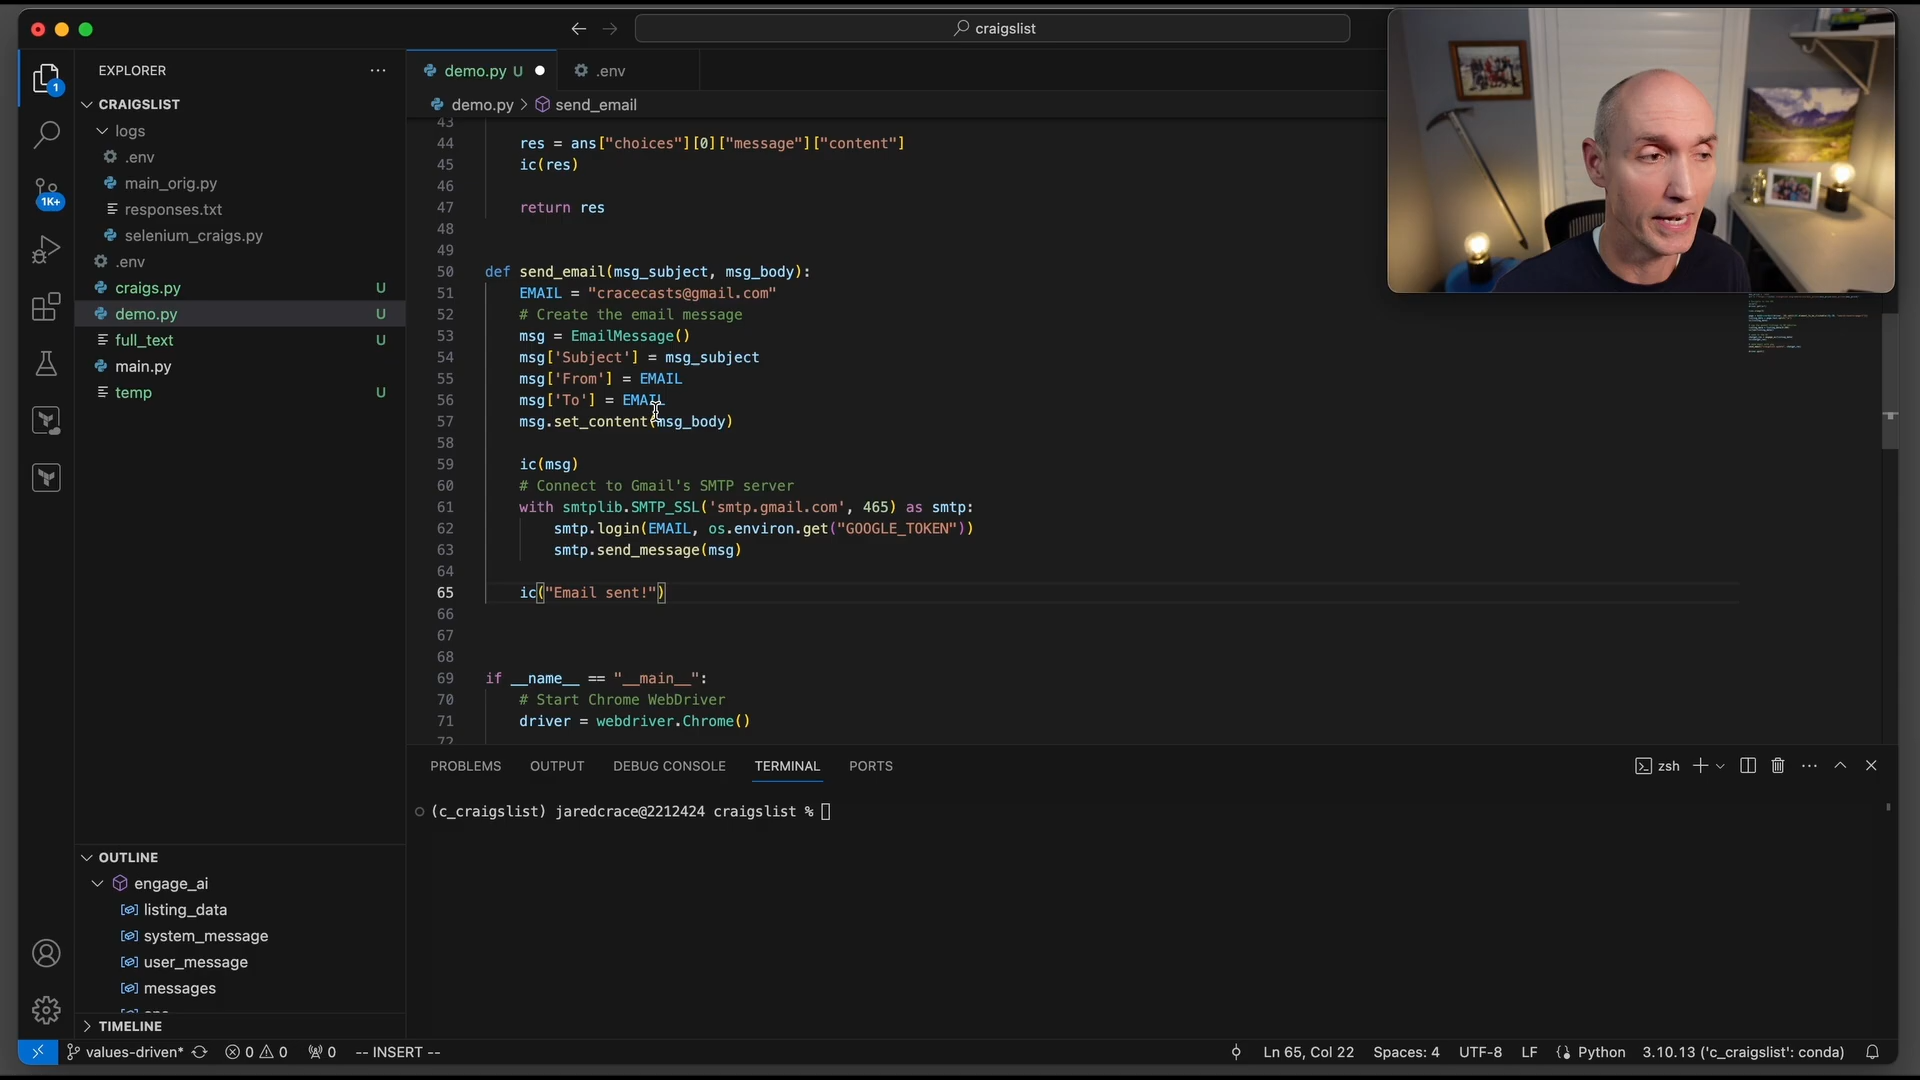 craigslist
EXPLORER
CRAIGSLIST
logs
.env
main_orig.py
responses.txt
selenium_craigs.py
.env
craigs.py U
demo.py U
full_text U
main.py
temp U
1
1K+
OUTLINE
engage_ai
listing_data
system_message
user_message
messages
TIMELINE
demo.py U
.env
demo.py > send_email
43
44 res = ans["choices"][0]["message"]["content"]
45 ic(res)
46
47 return res
48
49
50 def send_email(msg_subject, msg_body):
51 EMAIL = "cracecasts@gmail.com"
52 # Create the email message
53 msg = EmailMessage()
54 msg['Subject'] = msg_subject
55 msg['From'] = EMAIL
56 msg['To'] = EMAIL
57 msg.set_content(msg_body)
58
59 ic(msg)
60 # Connect to Gmail's SMTP server
61 with smtplib.SMTP_SSL('smtp.gmail.com', 465) as smtp:
62 smtp.login(EMAIL, os.environ.get("GOOGLE_TOKEN"))
63 smtp.send_message(msg)
64
65 ic("Email sent!")
66
67
68
69 if __name__ == "__main__":
70 # Start Chrome WebDriver
71 driver = webdriver.Chrome()
72
PROBLEMS OUTPUT DEBUG CONSOLE TERMINAL PORTS
zsh
(c_craigslist) jaredcrace@2212424 craigslist %
values-driven* 0 0 0 -- INSERT --
Ln 65, Col 22 Spaces: 4 UTF-8 LF Python 3.10.13 ('c_craigslist': conda)